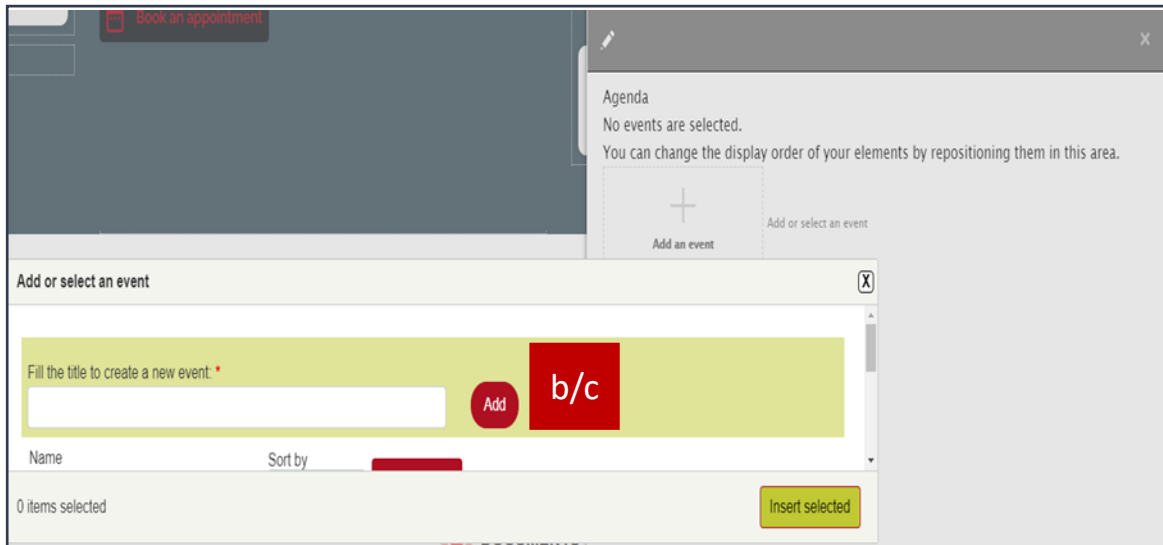 Book an appointment
x
Agenda
No events are selected.
You can change the display order of your elements by repositioning them in this area.
Add an event
Add or select an event
Add or select an event
X
Fill the title to create a new event: *
Add
b/c
Name
Sort by
0 items selected
Insert selected